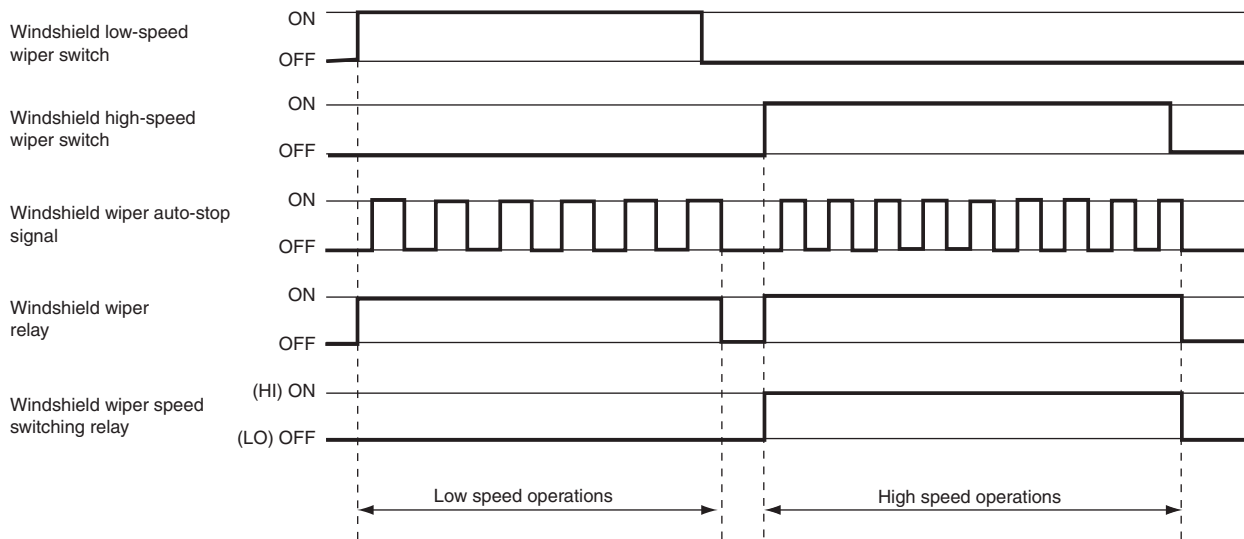 Windshield low-speed
wiper switch
ON
OFF
Windshield high-speed
wiper switch
ON
OFF
Windshield wiper auto-stop
signal
ON
OFF
Windshield wiper
relay
ON
OFF
Windshield wiper speed
switching relay
(HI) ON
(LO) OFF
Low speed operations
High speed operations